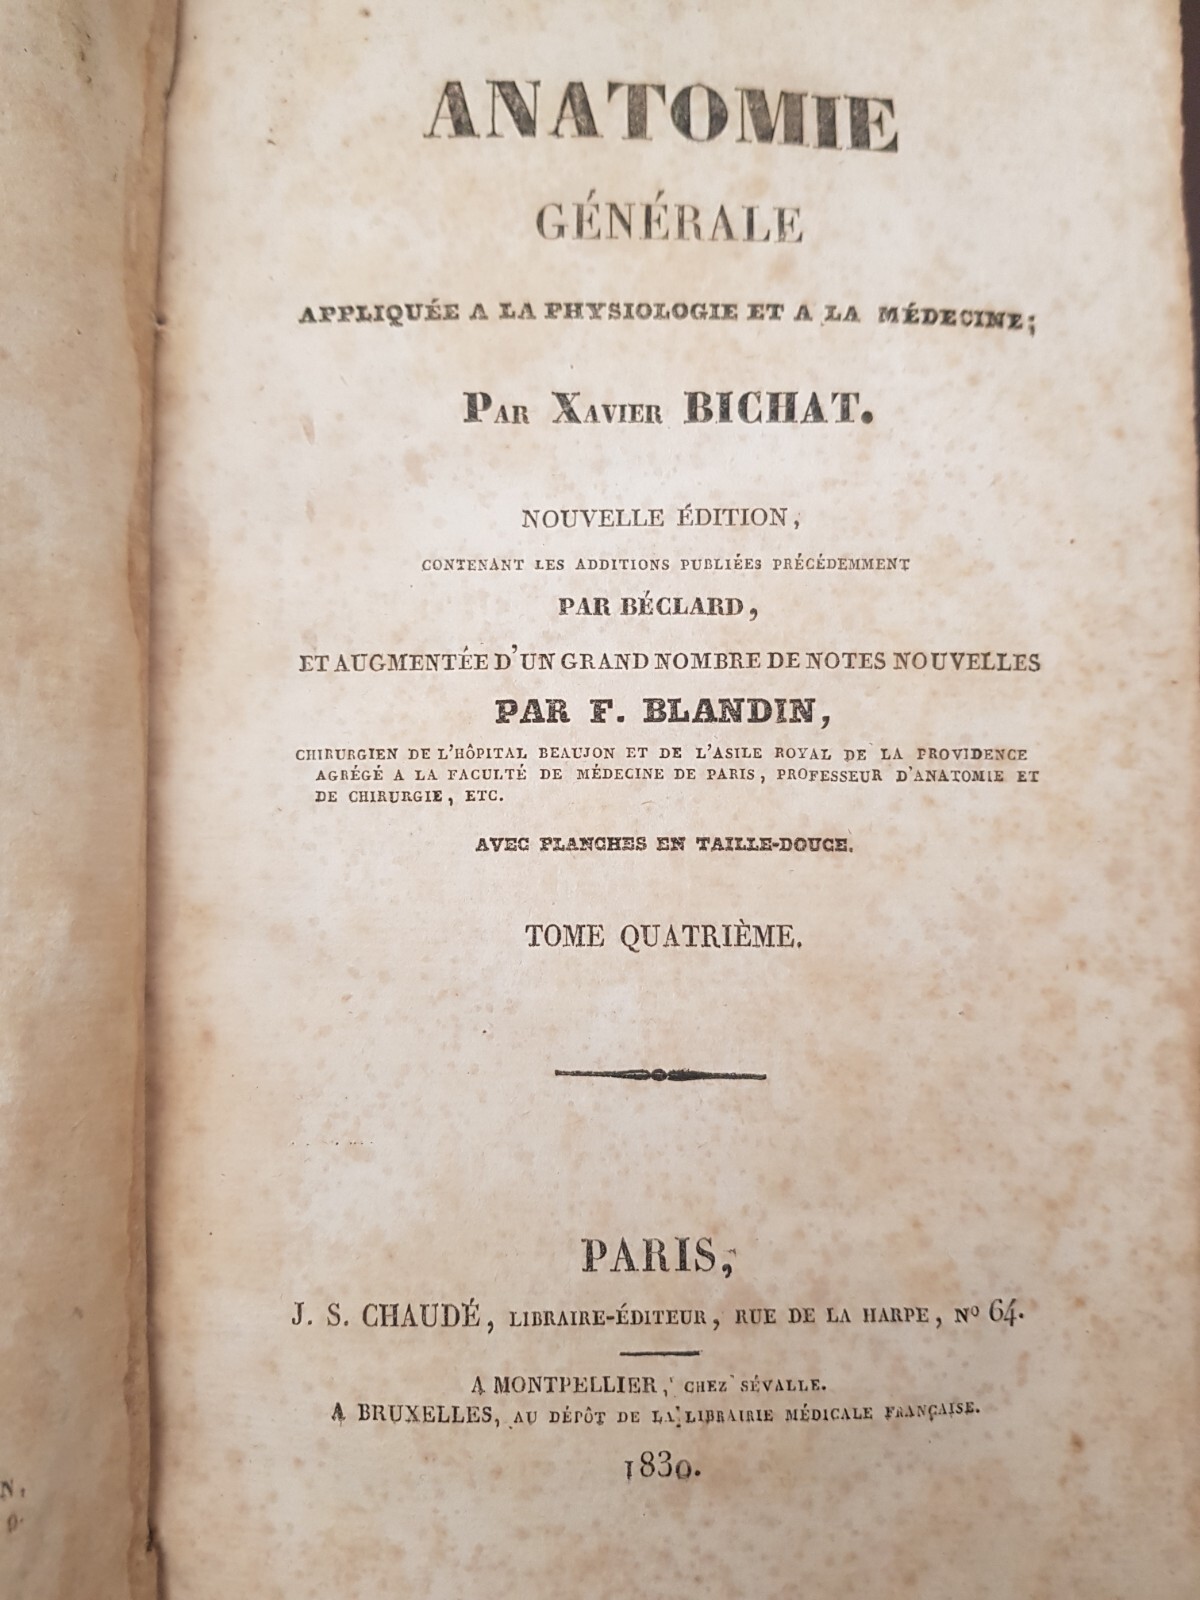 ANATOMIE
GÉNÉRALE
APPLIQUÉE A LA PHYSIOLOGIE ET A LA MÉDECINE;
PAR XAVIER BICHAT.
NOUVELLE ÉDITION,
CONTENANT LES ADDITIONS PUBLIÉES PRÉCÉDEMMENT
PAR BÉCLARD,
ET AUGMENTÉE D'UN GRAND NOMBRE DE NOTES NOUVELLES
PAR F. BLANDIN,
CHIRURGIEN DE L'HÔPITAL BEAUJON ET DE L'ASILE ROYAL DE LA PROVIDENCE
AGRÉGÉ A LA FACULTÉ DE MÉDECINE DE PARIS, PROFESSEUR D'ANATOMIE ET
DE CHIRURGIE, ETC.
AVEC PLANCHES EN TAILLE-DOUCE.
TOME QUATRIÈME.
PARIS,
J. S. CHAUDÉ, LIBRAIRE-ÉDITEUR, RUE DE LA HARPE, Nº 64.
A MONTPELLIER, CHEZ SÉVALLE.
A BRUXELLES, AU DÉPÔT DE LA LIBRAIRIE MÉDICALE FRANÇAISE.
1830.